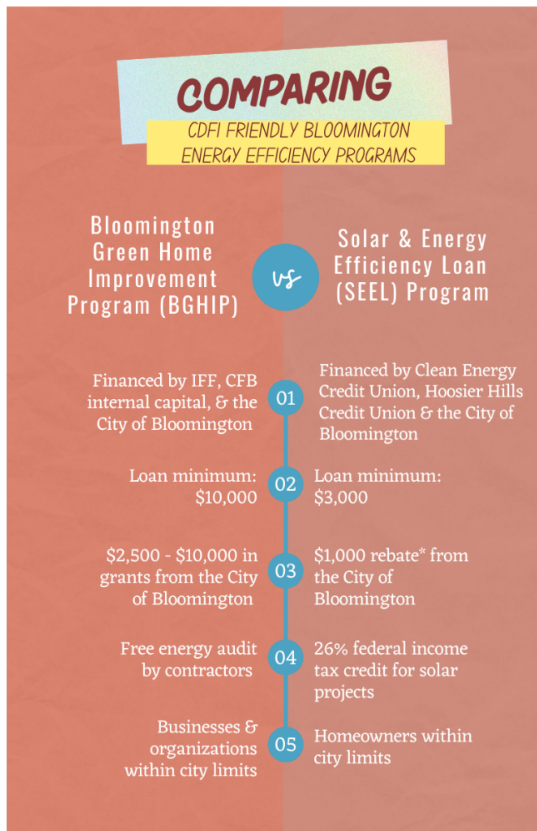 COMPARING
CDFI FRIENDLY BLOOMINGTON
ENERGY EFFICIENCY PROGRAMS
Bloomington
Green Home
Improvement
Program (BGHIP)
vs
Solar & Energy
Efficiency Loan
(SEEL) Program
Financed by IFF, CFB
internal capital, & the
City of Bloomington
01
Financed by Clean Energy
Credit Union, Hoosier Hills
Credit Union & the City of
Bloomington
Loan minimum:
$10,000
02
Loan minimum:
$3,000
$2,500 - $10,000 in
grants from the City
of Bloomington
03
$1,000 rebate* from
the City of
Bloomington
Free energy audit
by contractors
04
26% federal income
tax credit for solar
projects
Businesses &
organizations
within city limits
05
Homeowners within
city limits